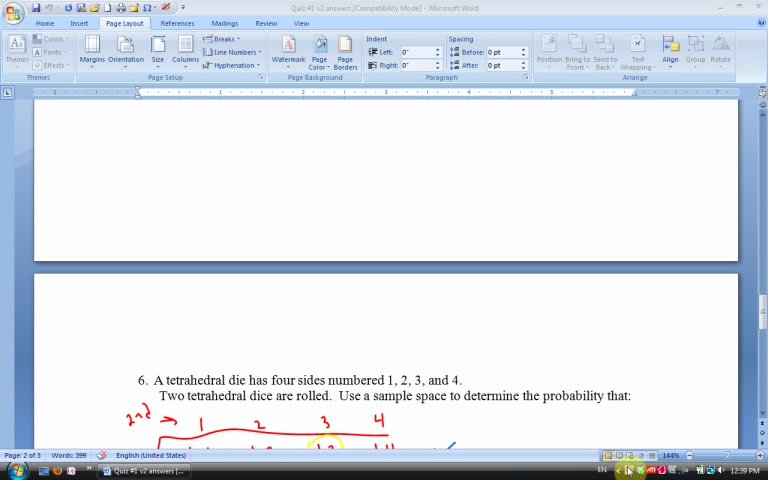 Quiz #1 v2 answers [Compatibility Mode] - Microsoft Word
Home Insert Page Layout References Mailings Review View
Themes Colors Fonts Effects
Margins Orientation Size Columns Breaks Line Numbers Hyphenation
Watermark Page Color Page Borders
Indent Spacing
Left: 0" Before: 0 pt
Right: 0" After: 0 pt
Position Bring to Front Send to Back Text Wrapping Align Group Rotate
Themes Page Setup Page Background Paragraph Arrange
6. A tetrahedral die has four sides numbered 1, 2, 3, and 4.
Two tetrahedral dice are rolled. Use a sample space to determine the probability that:
2nd → 1 2 3 4
Page: 2 of 3 Words: 399 English (United States) 144%
Quiz #1 v2 answers [... EN 12:39 PM